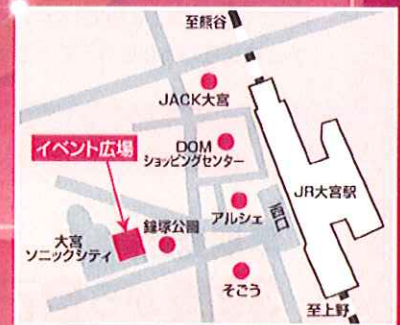 至熊谷
JACK大宮
DOM
ショッピングセンター
イベント広場
JR大宮駅
アルシェ
西口
鐘塚公園
大宮
ソニックシティ
そごう
至上野